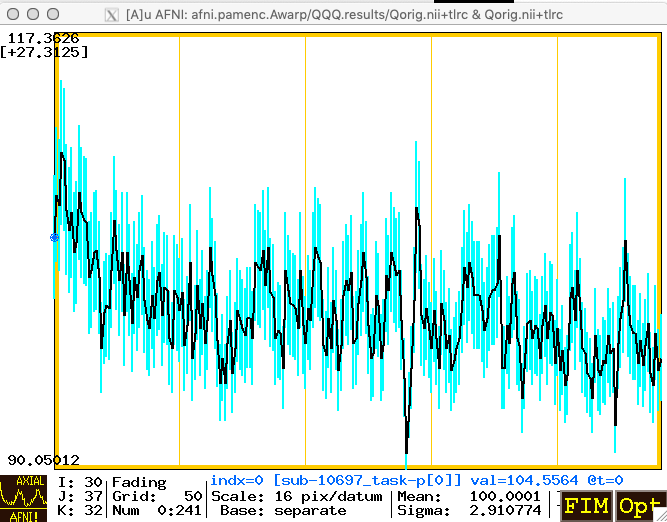 [A]u AFNI: afni.pamenc.Awarp/QQQ.results/Qorig.nii+tlrc & Qorig.nii+tlrc
117.3626
[+27.3125]
90.05012
AXIAL
AFNI!
I: 30
J: 37
K: 32
Fading
Grid: 50
Num 0:241
indx=0 [sub-10697_task-p[0]] val=104.5564 @t=0
Scale: 16 pix/datum
Base: separate
Mean: 100.0001
Sigma: 2.910774
FIM
Opt